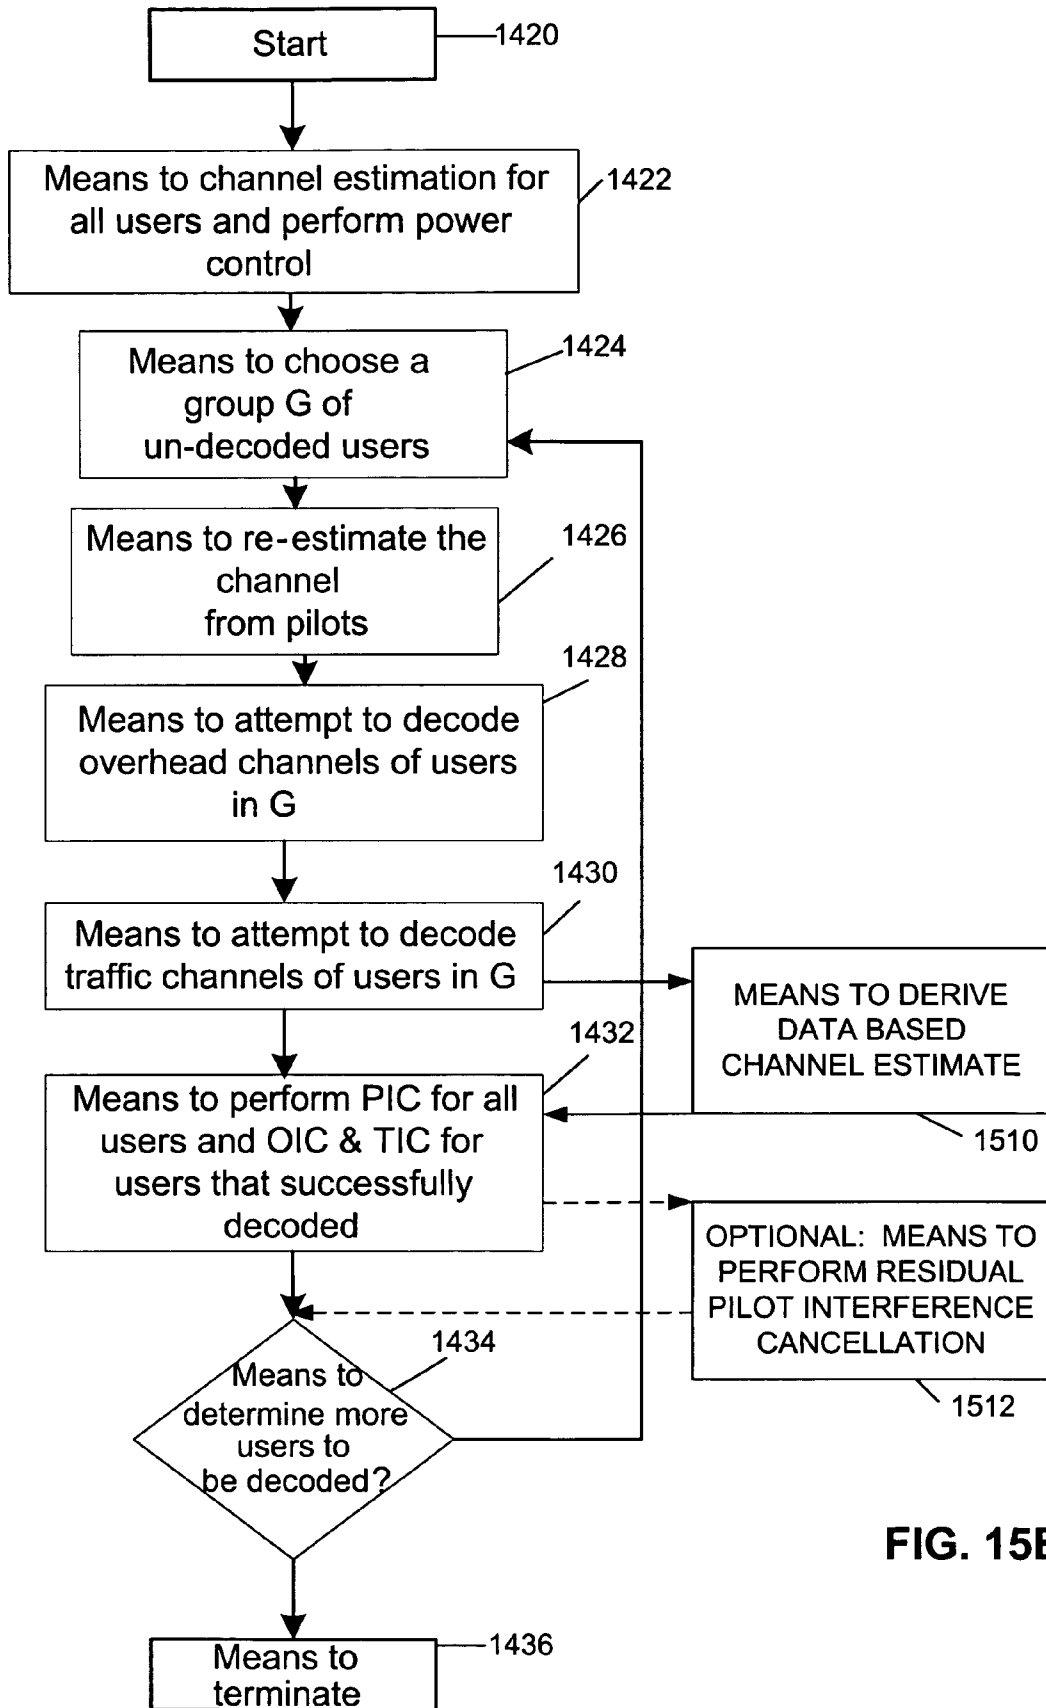 Start
1420
Means to channel estimation for
all users and perform power
control
1422
Means to choose a
group G of
un-decoded users
1424
Means to re-estimate the
channel
from pilots
1426
Means to attempt to decode
overhead channels of users
in G
1428
Means to attempt to decode
traffic channels of users in G
1430
MEANS TO DERIVE
DATA BASED
CHANNEL ESTIMATE
1510
Means to perform PIC for all
users and OIC & TIC for
users that successfully
decoded
1432
OPTIONAL: MEANS TO
PERFORM RESIDUAL
PILOT INTERFERENCE
CANCELLATION
1512
Means to
determine more
users to
be decoded?
1434
FIG. 15B
Means to
terminate
1436